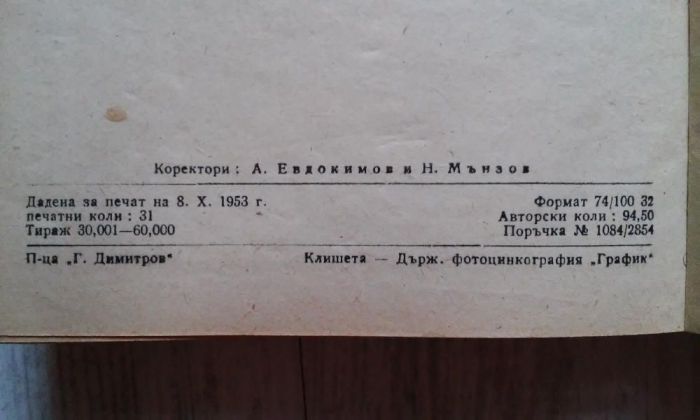 Коректори : А. Евдокимов и Н. Мънзов
Дадена за печат на 8. X. 1953 г.
Формат 74/100 32
печатни коли : 31
Авторски коли : 94,50
Тираж 30,001—60,000
Поръчка № 1084/2854
П-ца „Г. Димитров"
Клишета — Държ. фотоцинкография „График"